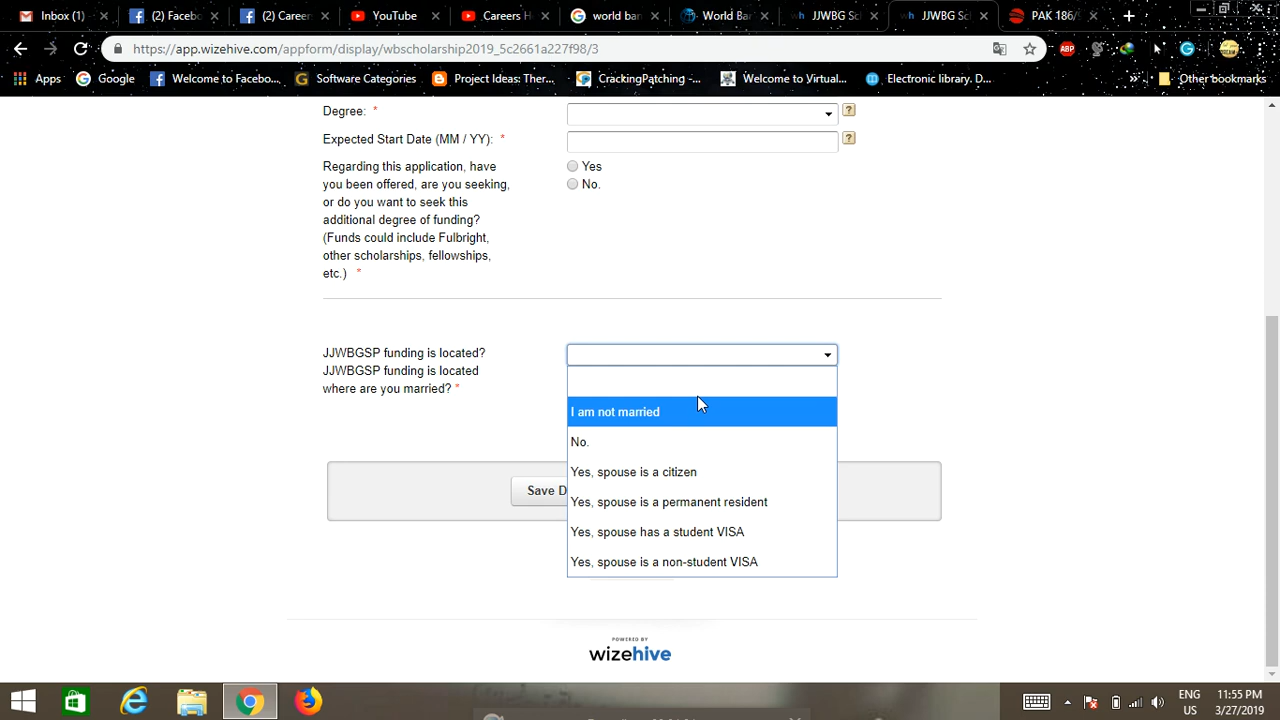 Inbox (1)
(2) Facebo
(2) Career
YouTube
Careers H
world ban
World Ban
JJWBG Sc
JJWBG Sc
PAK 186/
https://app.wizehive.com/appform/display/wbscholarship2019_5c2661a227f98/3
ABP
Apps
Google
Welcome to Facebo...
Software Categories
Project Ideas: Ther...
CrackingPatching -...
Welcome to Virtual...
Electronic library. D...
»
Other bookmarks
Degree: *
Expected Start Date (MM / YY): *
Regarding this application, have
you been offered, are you seeking,
or do you want to seek this
additional degree of funding?
(Funds could include Fulbright,
other scholarships, fellowships,
etc.) *
Yes
No.
JJWBGSP funding is located?
JJWBGSP funding is located
where are you married? *
I am not married
No.
Yes, spouse is a citizen
Yes, spouse is a permanent resident
Yes, spouse has a student VISA
Yes, spouse is a non-student VISA
Save D
POWERED BY
wizehive
ENG
US
11:55 PM
3/27/2019